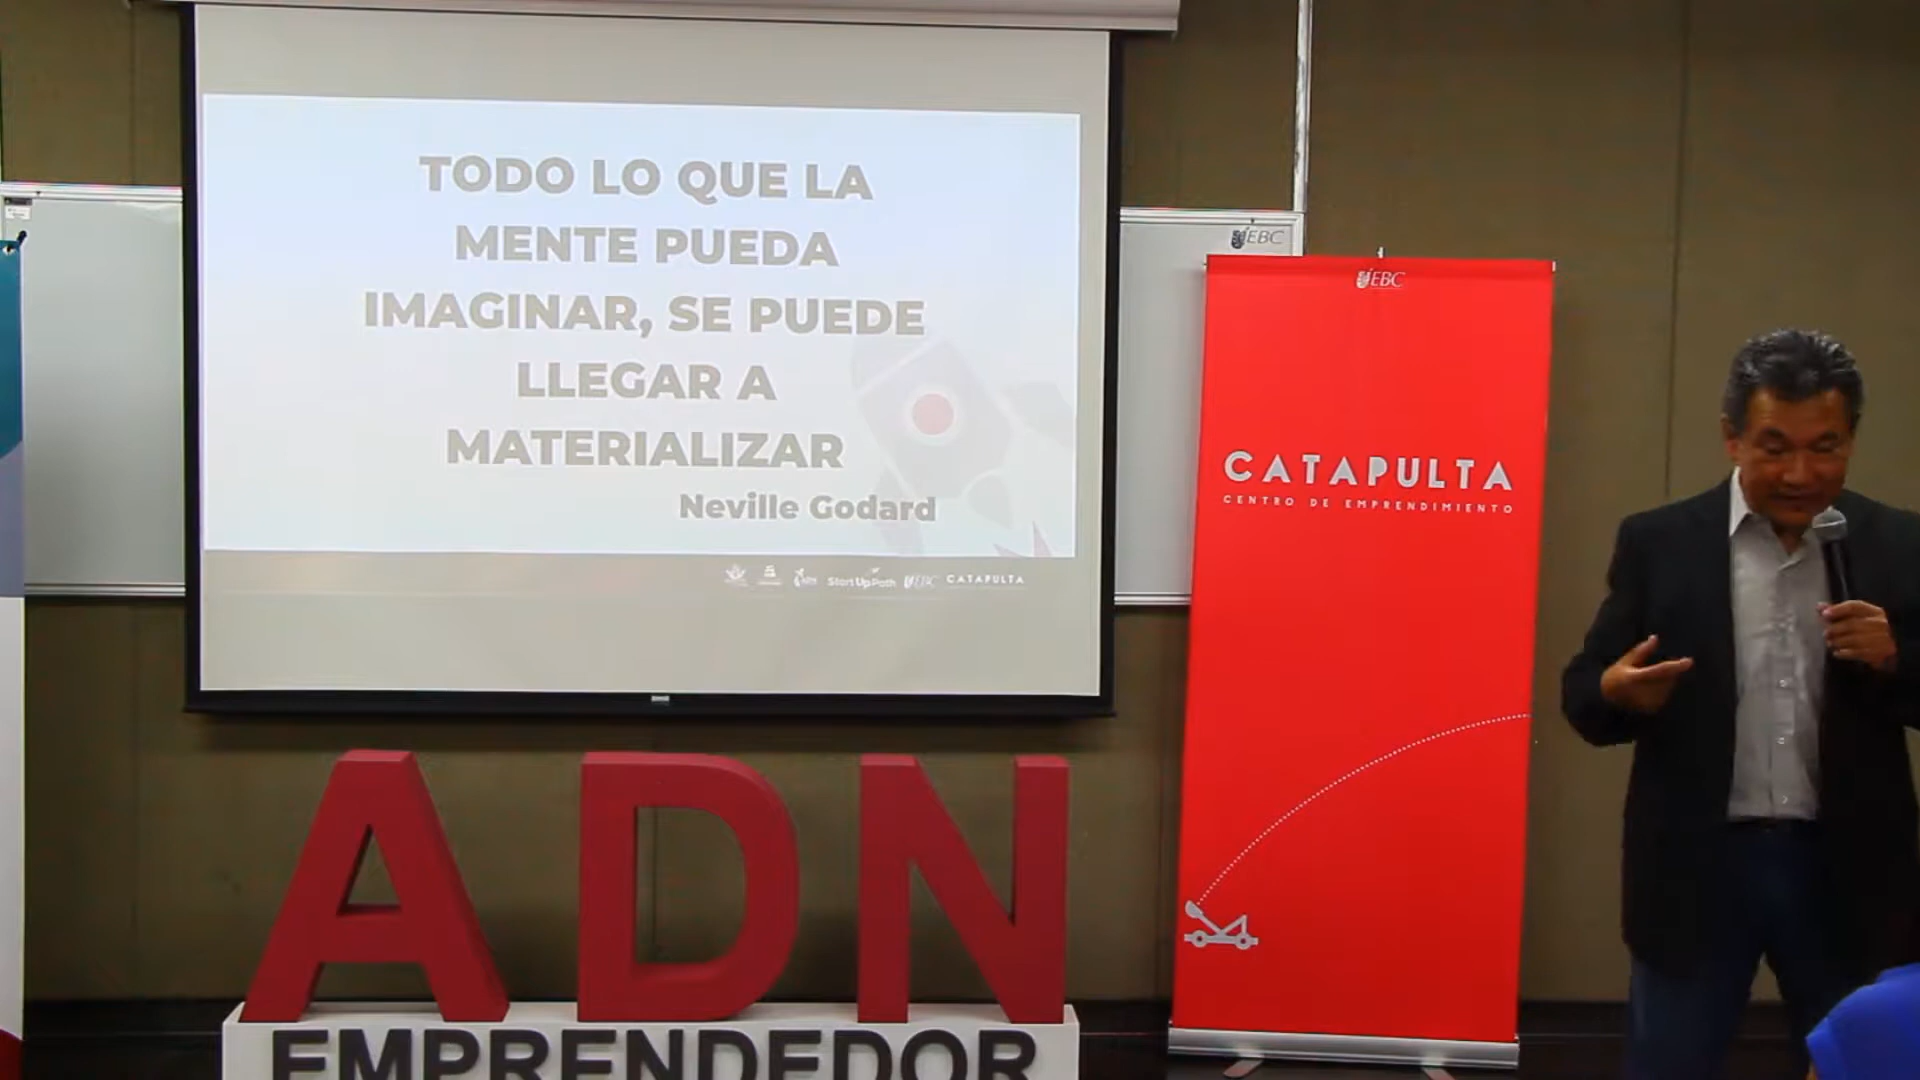 TODO LO QUE LA
MENTE PUEDA
IMAGINAR, SE PUEDE
LLEGAR A
MATERIALIZAR
Neville Godard
StartUpPath
EBC
CATAPULTA
EBC
EBC
CATAPULTA
CENTRO DE EMPRENDIMIENTO
ADN
EMPRENDEDOR